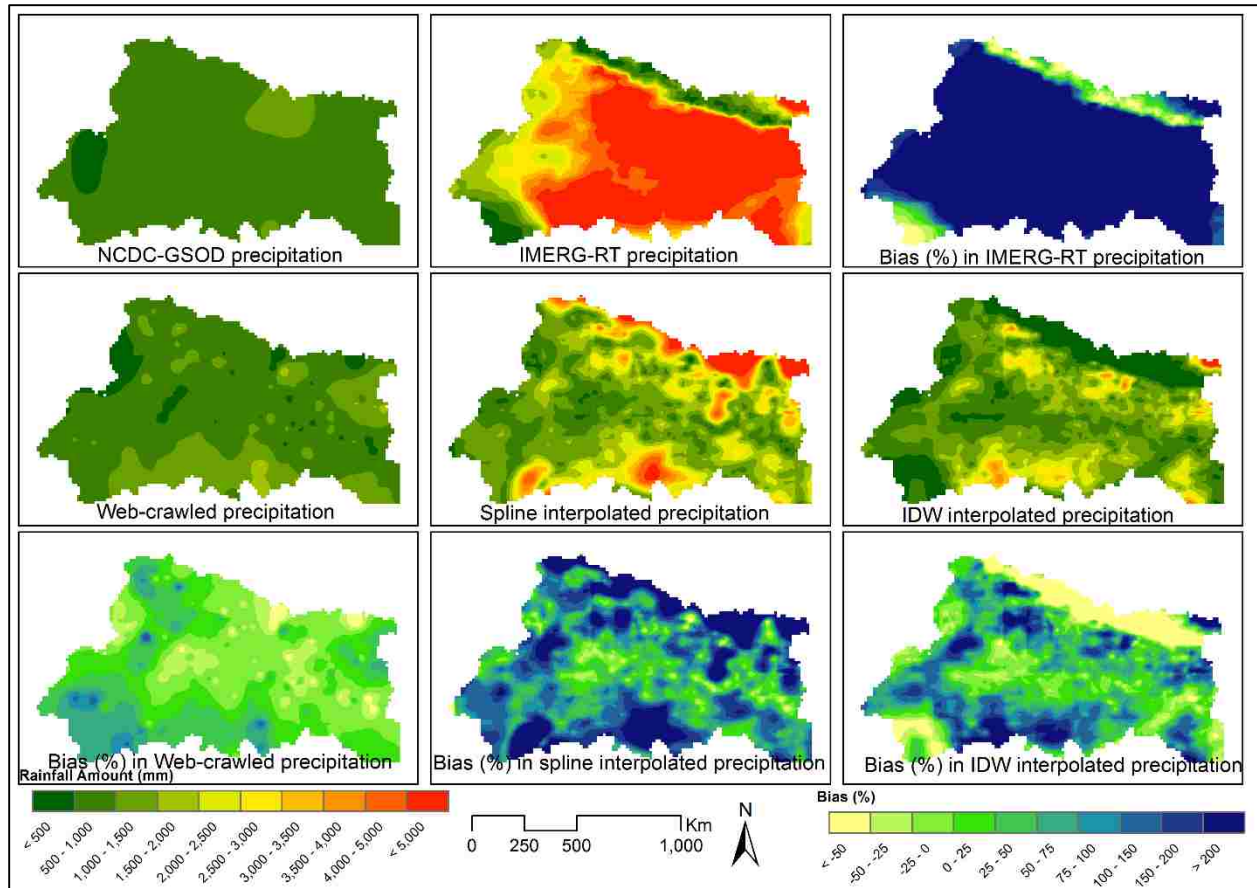 NCDC-GSOD precipitation
IMERG-RT precipitation
Bias (%) in IMERG-RT precipitation
Web-crawled precipitation
Spline interpolated precipitation
IDW interpolated precipitation
Bias (%) in Web-crawled precipitation
Bias (%) in spline interpolated precipitation
Bias (%) in IDW interpolated precipitation
Rainfall Amount (mm)
< 500
500 - 1,000
1,000 - 1,500
1,500 - 2,000
2,000 - 2,500
2,500 - 3,000
3,000 - 3,500
3,500 - 4,000
4,000 - 5,000
< 5,000
Km
0 250 500 1,000
N
Bias (%)
< -50
-50 - -25
-25 - 0
0 - 25
25 - 50
50 - 75
75 - 100
100 - 150
150 - 200
> 200